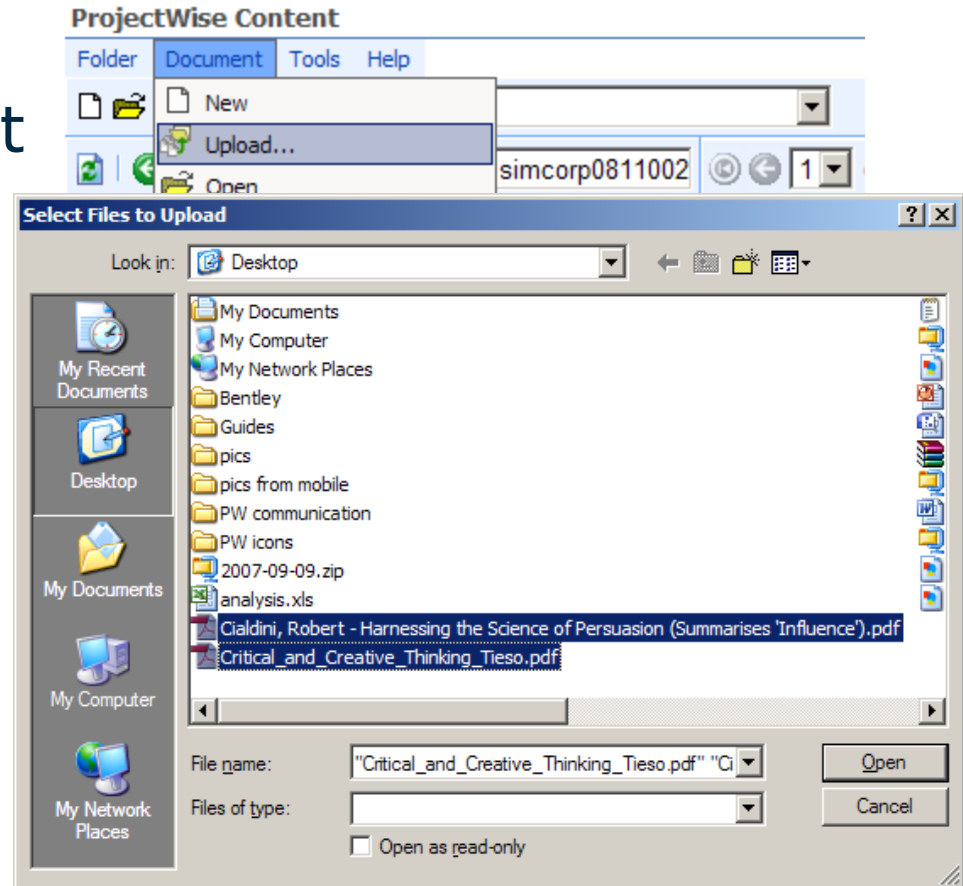 ProjectWise Content
Folder Document Tools Help
t
New
Upload...
simcorp0811002 1
Open
Select Files to Upload
Look in: Desktop
My Documents
My Computer
My Network Places
Bentley
Guides
pics
pics from mobile
PW communication
PW icons
2007-09-09.zip
analysis.xls
Cialdini, Robert - Harnessing the Science of Persuasion (Summarises 'Influence').pdf
Critical_and_Creative_Thinking_Tieso.pdf
My Recent
Documents
Desktop
My Documents
My Computer
My Network
Places
File name: "Critical_and_Creative_Thinking_Tieso.pdf" "Ci Open
Files of type: Cancel
Open as read-only